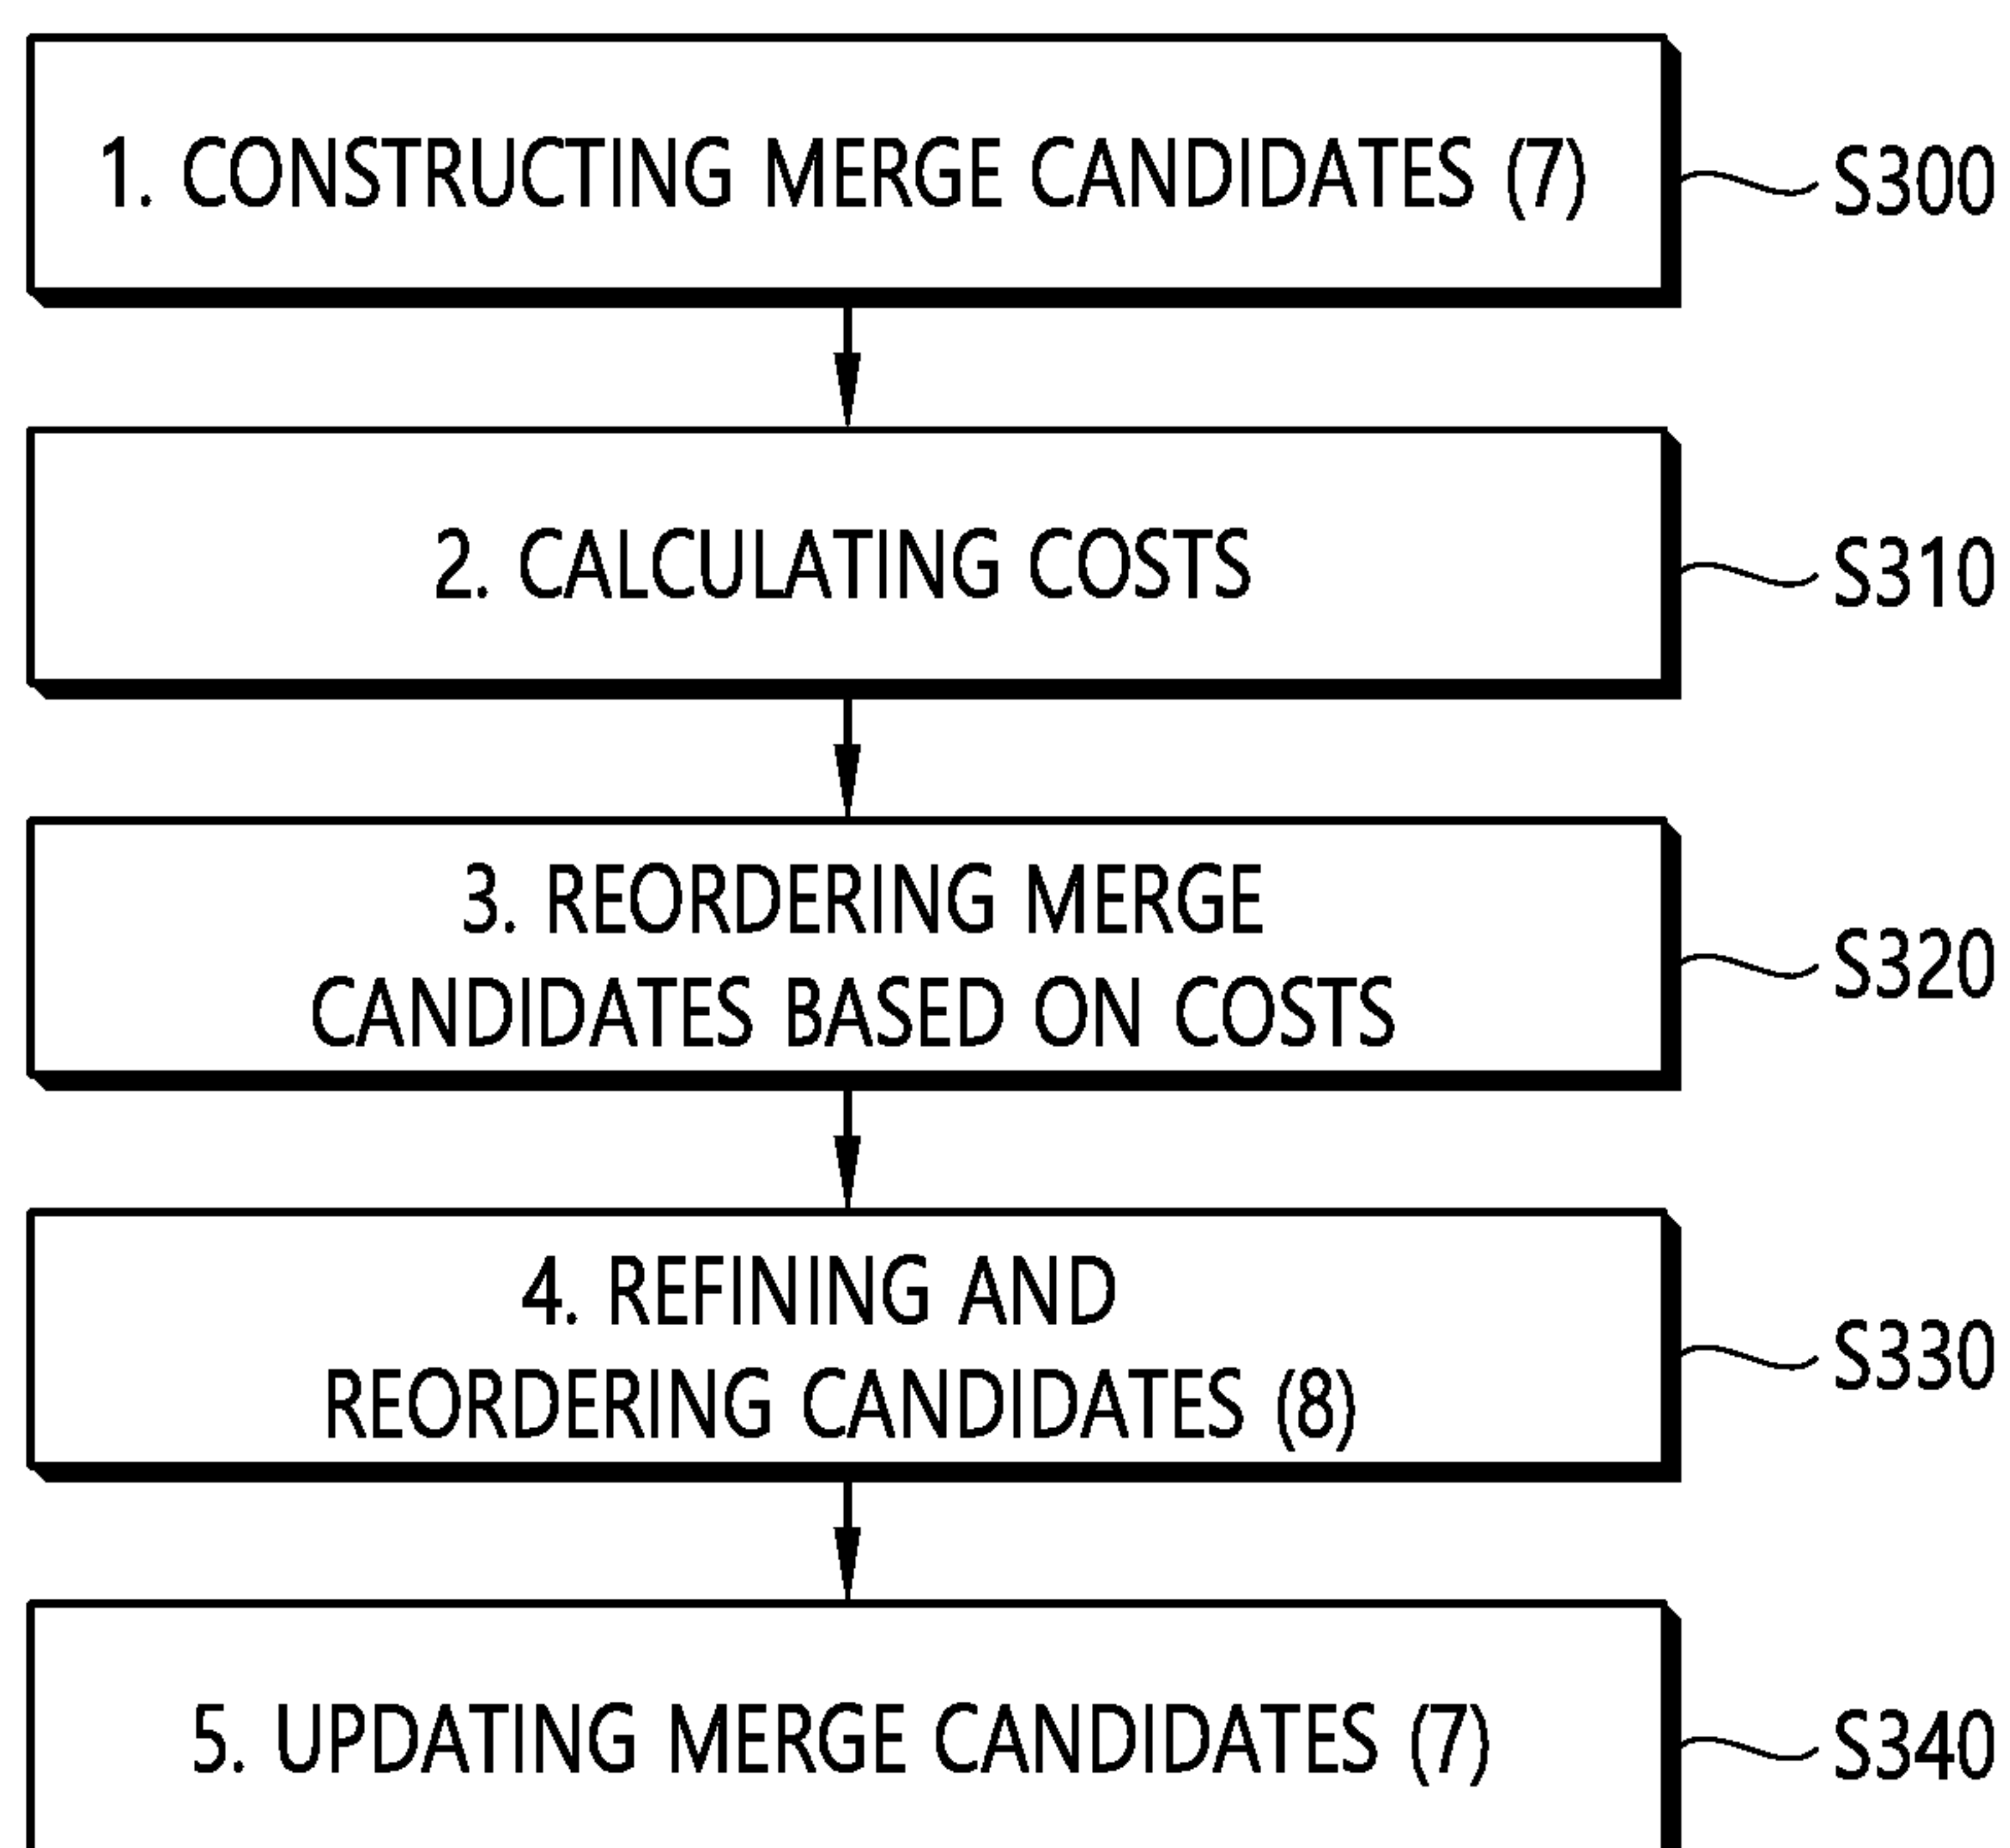 1. CONSTRUCTING MERGE CANDIDATES (7)
S300
2. CALCULATING COSTS
S310
3. REORDERING MERGE
CANDIDATES BASED ON COSTS
S320
4. REFINING AND
REORDERING CANDIDATES (8)
S330
5. UPDATING MERGE CANDIDATES (7)
S340